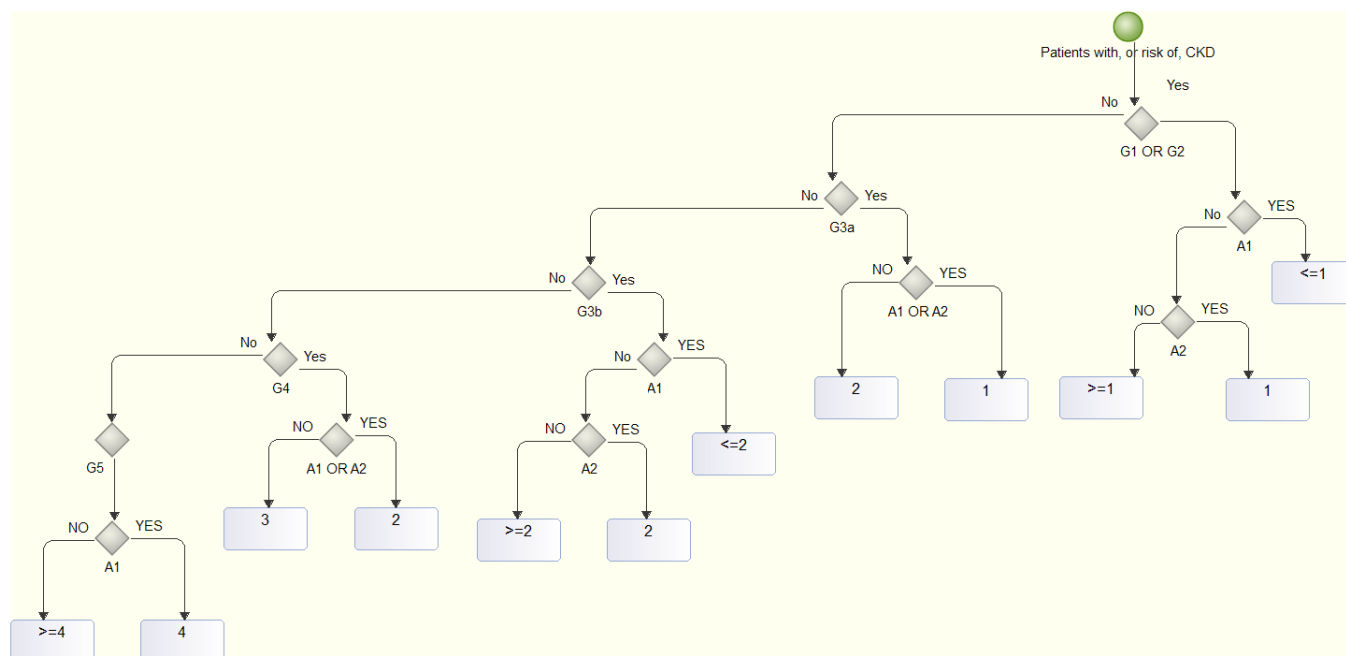 Patients with, or risk of, CKD
Yes
No
G1 OR G2
No Yes
G3a
No YES
A1
<=1
No Yes
G3b
NO YES
A1 OR A2
NO YES
A2
No Yes
G4
No YES
A1
2
1
>=1
1
G5
NO YES
A1 OR A2
NO YES
A2
<=2
3
2
>=2
2
NO YES
A1
>=4
4